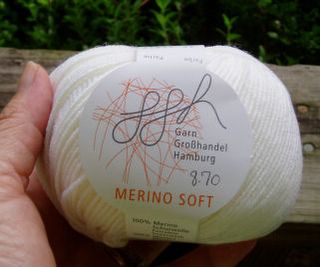 ggh
Garn
Großhandel
Hamburg
8.70
MERINO SOFT
100% Merino